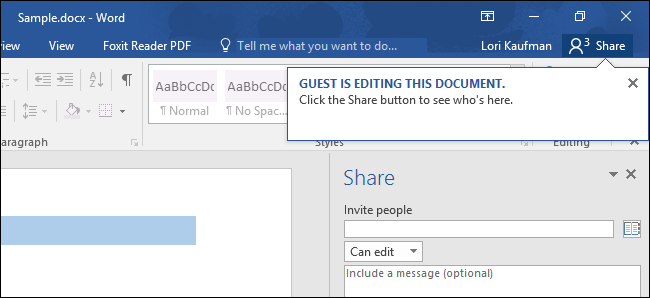 Sample.docx - Word
View Foxit Reader PDF Tell me what you want to do... Lori Kaufman 3 Share
GUEST IS EDITING THIS DOCUMENT.
Click the Share button to see who's here.
AaBbCcDc AaBbCcDc
¶ Normal ¶ No Spac...
Paragraph Styles Editing
Share
Invite people
Can edit
Include a message (optional)